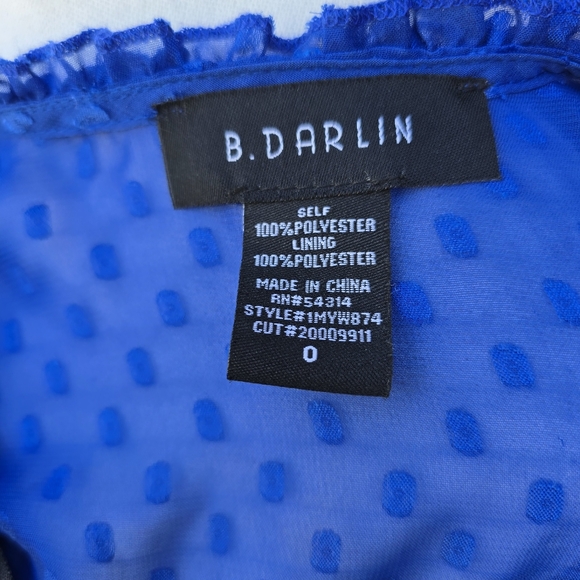 B.DARLIN
SELF
100%POLYESTER
LINING
100%POLYESTER
MADE IN CHINA
RN#54314
STYLE#1MYW874
CUT#20009911
0